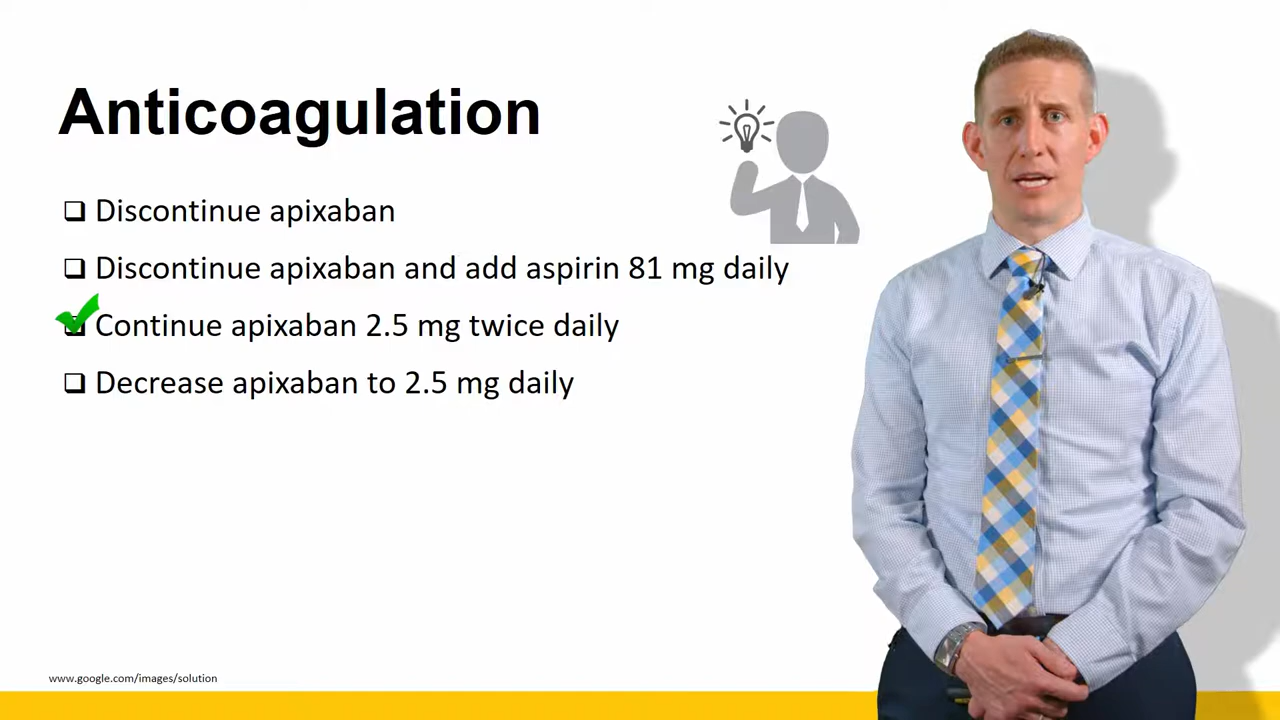 Anticoagulation
Discontinue apixaban
Discontinue apixaban and add aspirin 81 mg daily
Continue apixaban 2.5 mg twice daily
Decrease apixaban to 2.5 mg daily
www.google.com/images/solution